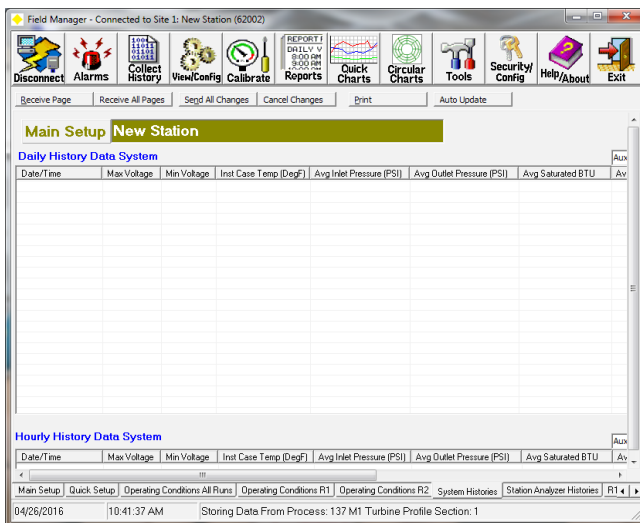 Field Manager - Connected to Site 1: New Station (62002)
Disconnect
Alarms
Collect
History
View/Config
Calibrate
REPORT
DAILY V
8:00 AM
9:00 AM
Reports
Quick
Charts
Circular
Charts
Tools
Security/
Config
Help/About
Exit
Receive Page
Receive All Pages
Send All Changes
Cancel Changes
Print
Auto Update
Main Setup New Station
Daily History Data System
Aux
Date/Time Max Voltage Min Voltage Inst Case Temp (DegF) Avg Inlet Pressure (PSI) Avg Outlet Pressure (PSI) Avg Saturated BTU Av
Hourly History Data System
Aux
Date/Time Max Voltage Min Voltage Inst Case Temp (DegF) Avg Inlet Pressure (PSI) Avg Outlet Pressure (PSI) Avg Saturated BTU Av
Main Setup Quick Setup Operating Conditions All Runs Operating Conditions R1 Operating Conditions R2 System Histories Station Analyzer Histories R1
04/26/2016 10:41:37 AM Storing Data From Process: 137 M1 Turbine Profile Section: 1